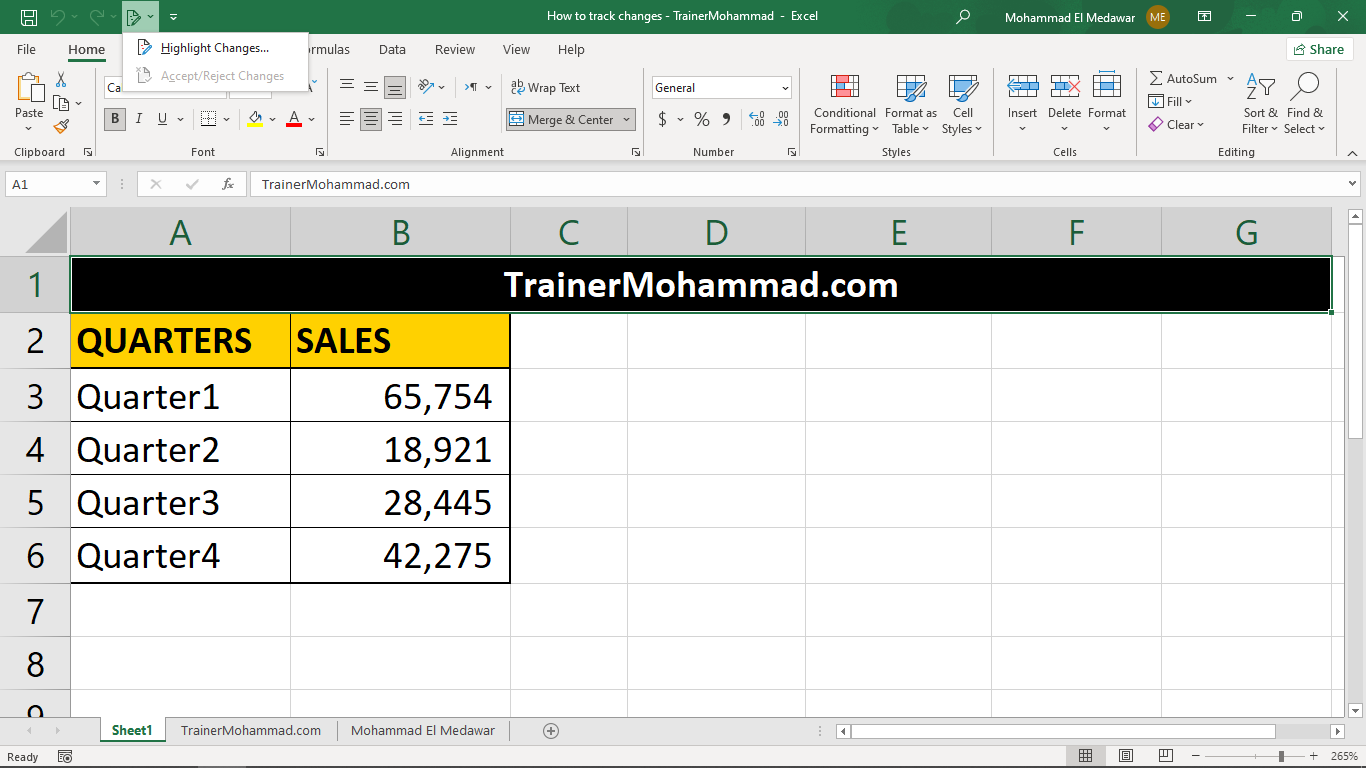 How to track changes - TrainerMohammad - Excel
Mohammad El Medawar ME
Highlight Changes...
Accept/Reject Changes
File Home ormulas Data Review View Help Share
Paste
Clipboard
Ca
B I U A
Font
ab Wrap Text
Merge & Center
Alignment
General
$ % 9 .00 .00
Number
Conditional Formatting
Format as Table
Cell Styles
Styles
Insert Delete Format
Cells
AutoSum
Fill
Clear
Sort & Filter
Find & Select
Editing
A1 fx TrainerMohammad.com
A B C D E F G
1 TrainerMohammad.com
2 QUARTERS SALES
3 Quarter1 65,754
4 Quarter2 18,921
5 Quarter3 28,445
6 Quarter4 42,275
7
8
9
Sheet1 TrainerMohammad.com Mohammad El Medawar
Ready 265%